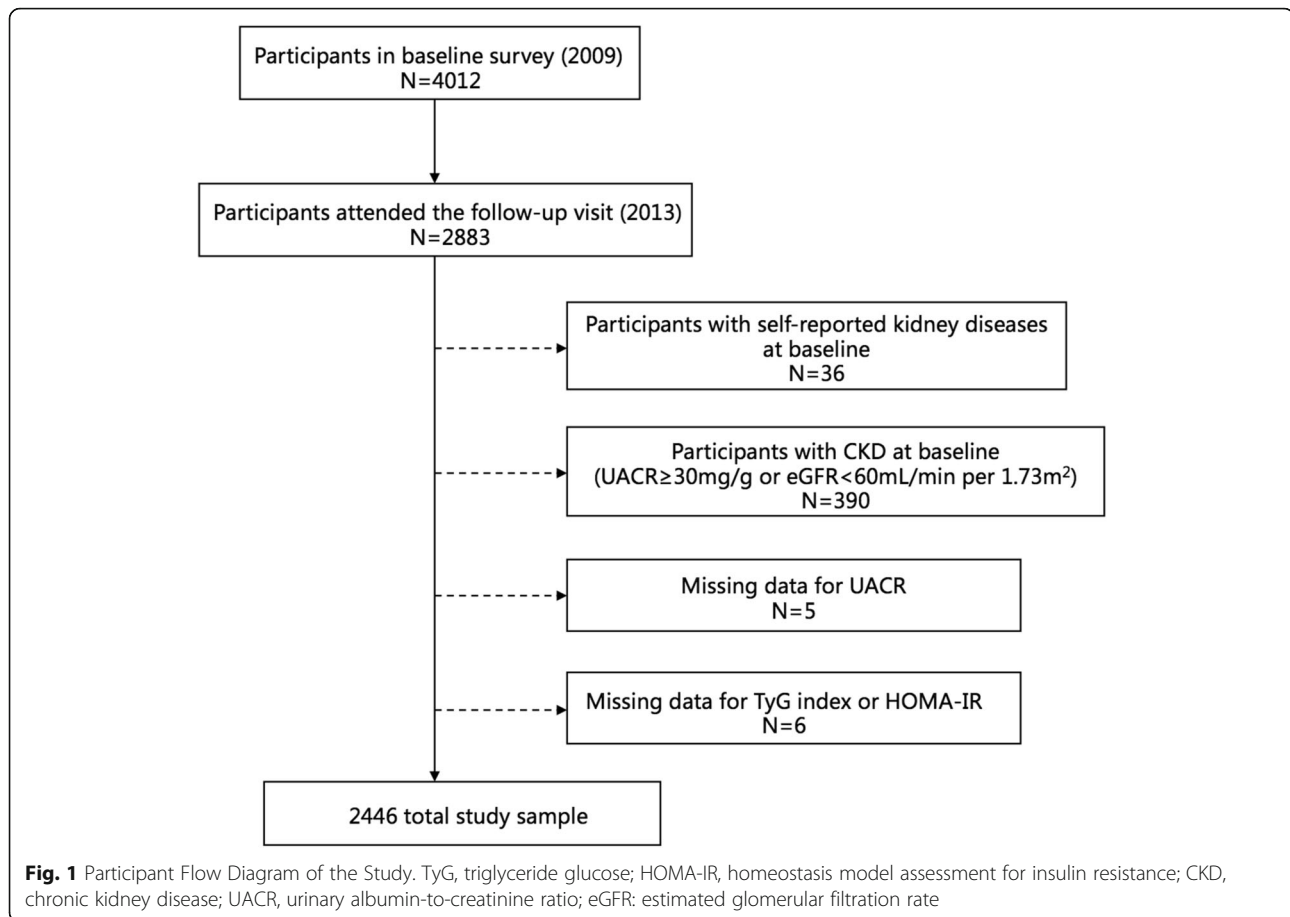 Participants in baseline survey (2009)
N=4012
Participants attended the follow-up visit (2013)
N=2883
Participants with self-reported kidney diseases
at baseline
N=36
Participants with CKD at baseline
(UACR≥30mg/g or eGFR<60mL/min per 1.73m²)
N=390
Missing data for UACR
N=5
Missing data for TyG index or HOMA-IR
N=6
2446 total study sample
Fig. 1 Participant Flow Diagram of the Study. TyG, triglyceride glucose; HOMA-IR, homeostasis model assessment for insulin resistance; CKD,
chronic kidney disease; UACR, urinary albumin-to-creatinine ratio; eGFR: estimated glomerular filtration rate